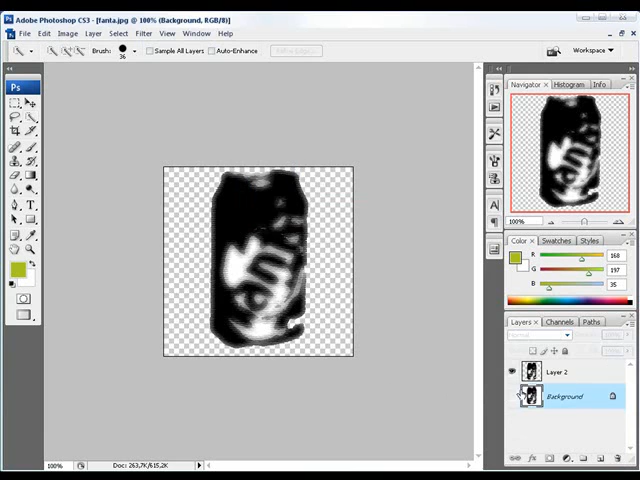 Adobe Photoshop CS3 - [fanta.jpg @ 100% (Background, RGB/8)]
File Edit Image Layer Select Filter View Window Help
Brush: 36 Sample All Layers Auto-Enhance Refine Edge... Workspace
Ps
Navigator × Histogram Info
100%
Color × Swatches Styles
R 168
G 197
B 35
Layers × Channels Paths
Normal
Layer 2
Background
100% Doc: 263,7K/615,2K